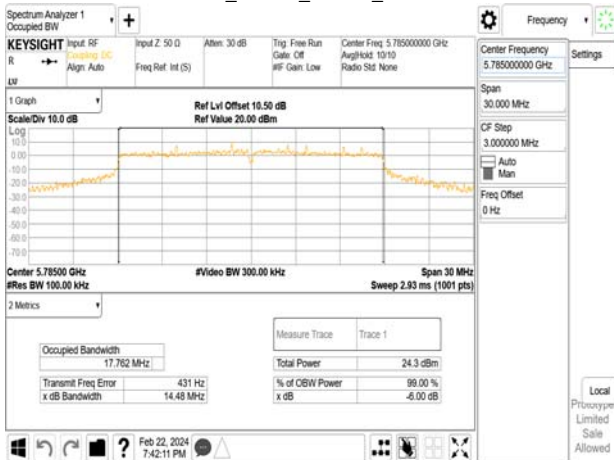 Spectrum Analyzer 1
Occupied BW
+
Frequency
KEYSIGHT
Input: RF
Coupling: DC
Align: Auto
Input Z: 50 Ω
Freq Ref: Int (S)
Atten: 30 dB
Trig: Free Run
Gate: Off
#IF Gain: Low
Center Freq: 5.785000000 GHz
Avg|Hold: 10/10
Radio Std: None
R
LV
1 Graph
Scale/Div 10.0 dB
Ref Lvl Offset 10.50 dB
Ref Value 20.00 dBm
Log
10.0
0.00
-10.0
-20.0
-30.0
-40.0
-50.0
-60.0
-70.0
Center 5.78500 GHz
#Res BW 100.00 kHz
#Video BW 300.00 kHz
Span 30 MHz
Sweep 2.93 ms (1001 pts)
2 Metrics
Measure Trace
Trace 1
Occupied Bandwidth
17.762 MHz
Total Power
24.3 dBm
Transmit Freq Error
431 Hz
% of OBW Power
99.00 %
x dB Bandwidth
14.48 MHz
x dB
-6.00 dB
Feb 22, 2024
7:42:11 PM
?
Center Frequency
5.785000000 GHz
Settings
Span
30.000 MHz
CF Step
3.000000 MHz
Auto
Man
Freq Offset
0 Hz
Local
Prototype
Limited
Sale
Allowed